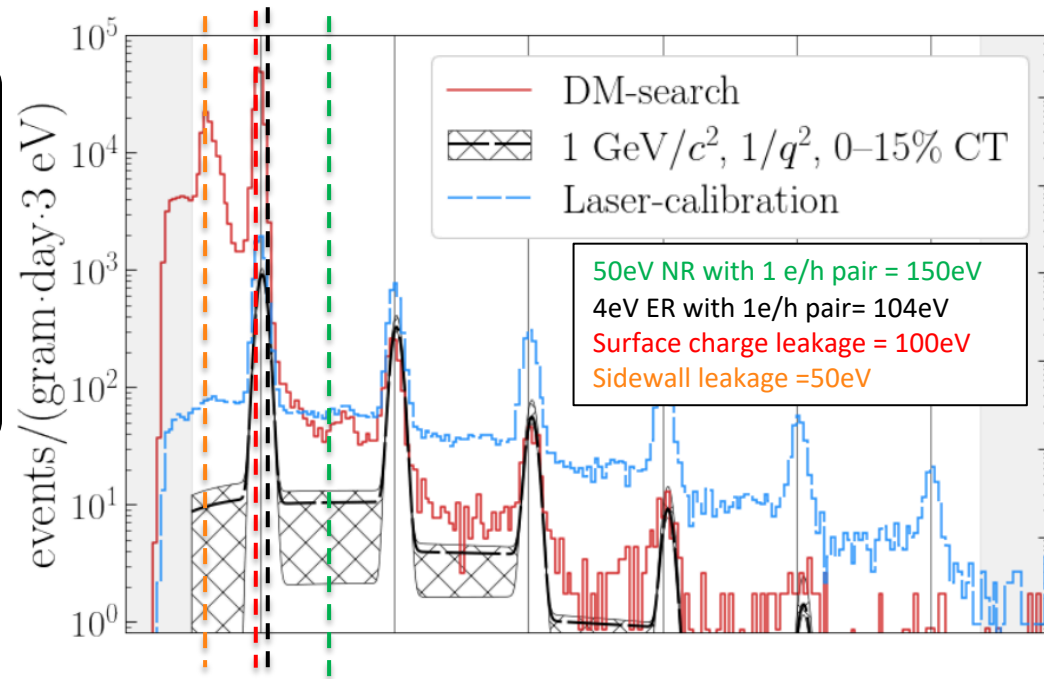 10^5
10^4
10^3
10^2
10^1
10^0
events/(gram·day·3 eV)
DM-search
1 GeV/c^2, 1/q^2, 0–15% CT
Laser-calibration
50eV NR with 1 e/h pair = 150eV
4eV ER with 1e/h pair= 104eV
Surface charge leakage = 100eV
Sidewall leakage =50eV